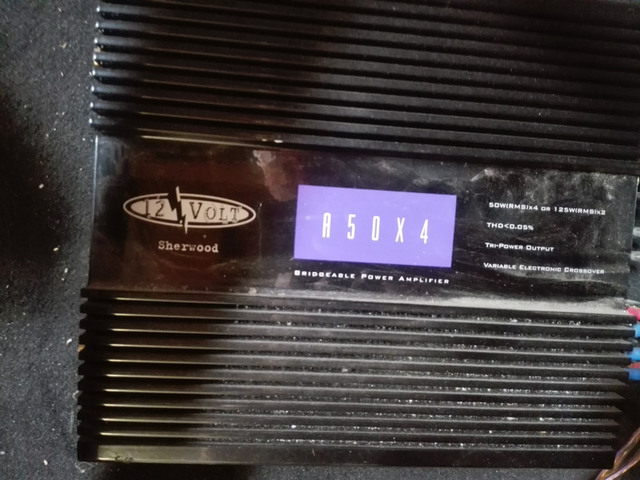 12 VOLT
Sherwood
A50X4
BRIDGEABLE POWER AMPLIFIER
50W(RMS)x4 OR 125W(RMS)x2
THD<0.05%
TRI-POWER OUTPUT
VARIABLE ELECTRONIC CROSSOVER